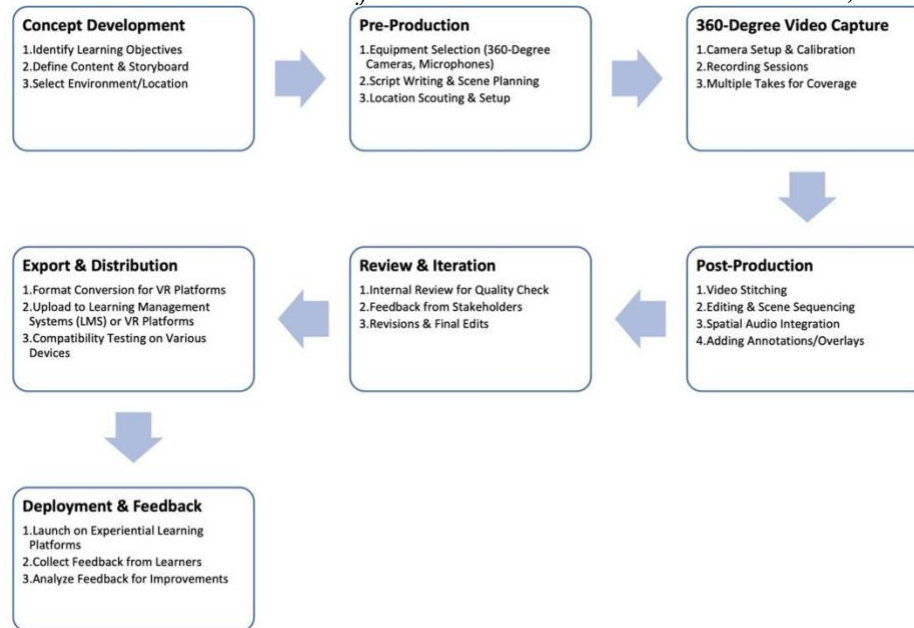 Concept Development
1.Identify Learning Objectives
2.Define Content & Storyboard
3.Select Environment/Location
Pre-Production
1.Equipment Selection (360-Degree
Cameras, Microphones)
2.Script Writing & Scene Planning
3.Location Scouting & Setup
360-Degree Video Capture
1.Camera Setup & Calibration
2.Recording Sessions
3.Multiple Takes for Coverage
Post-Production
1.Video Stitching
2.Editing & Scene Sequencing
3.Spatial Audio Integration
4.Adding Annotations/Overlays
Review & Iteration
1.Internal Review for Quality Check
2.Feedback from Stakeholders
3.Revisions & Final Edits
Export & Distribution
1.Format Conversion for VR Platforms
2.Upload to Learning Management
Systems (LMS) or VR Platforms
3.Compatibility Testing on Various
Devices
Deployment & Feedback
1.Launch on Experiential Learning
Platforms
2.Collect Feedback from Learners
3.Analyze Feedback for Improvements